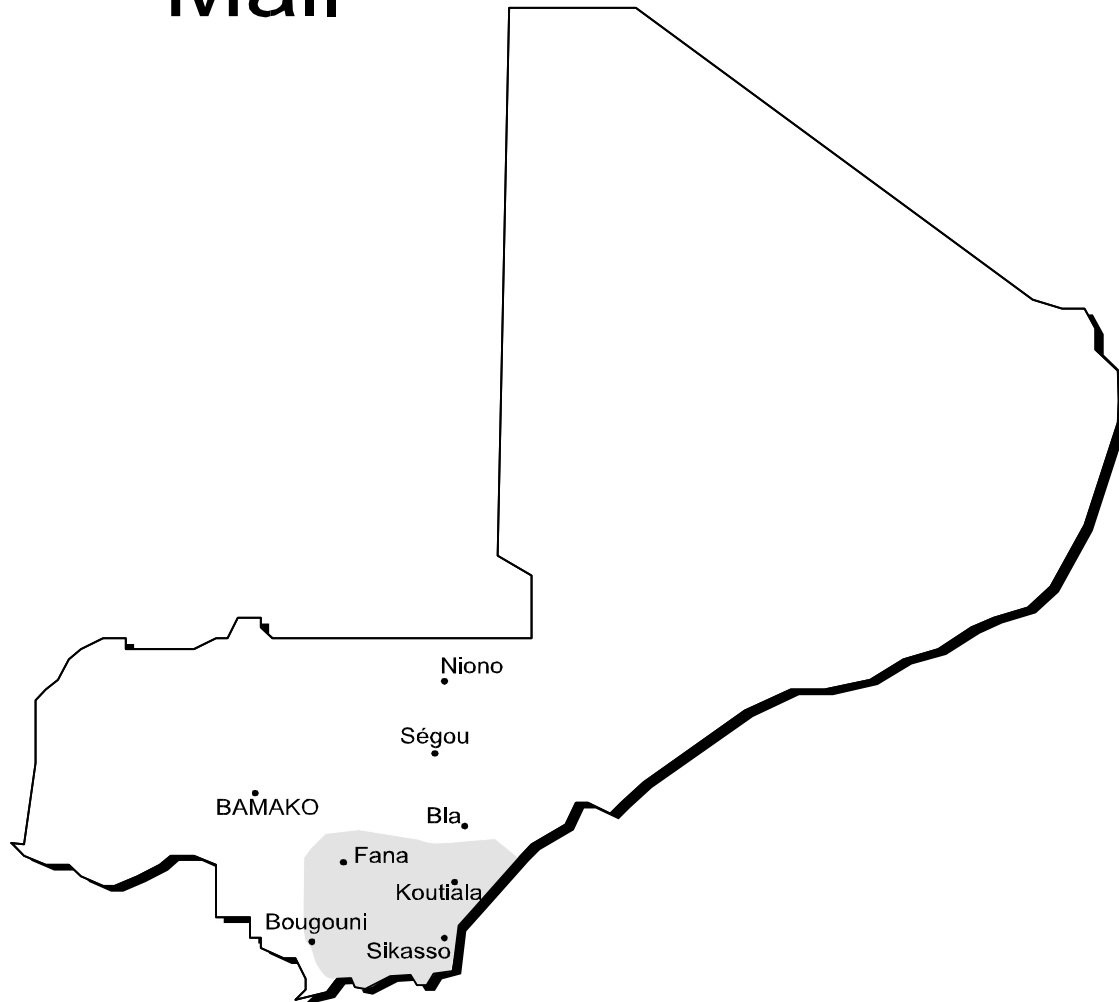 Mali
Niono
Ségou
BAMAKO
Bla
Fana
Koutiala
Bougouni
Sikasso